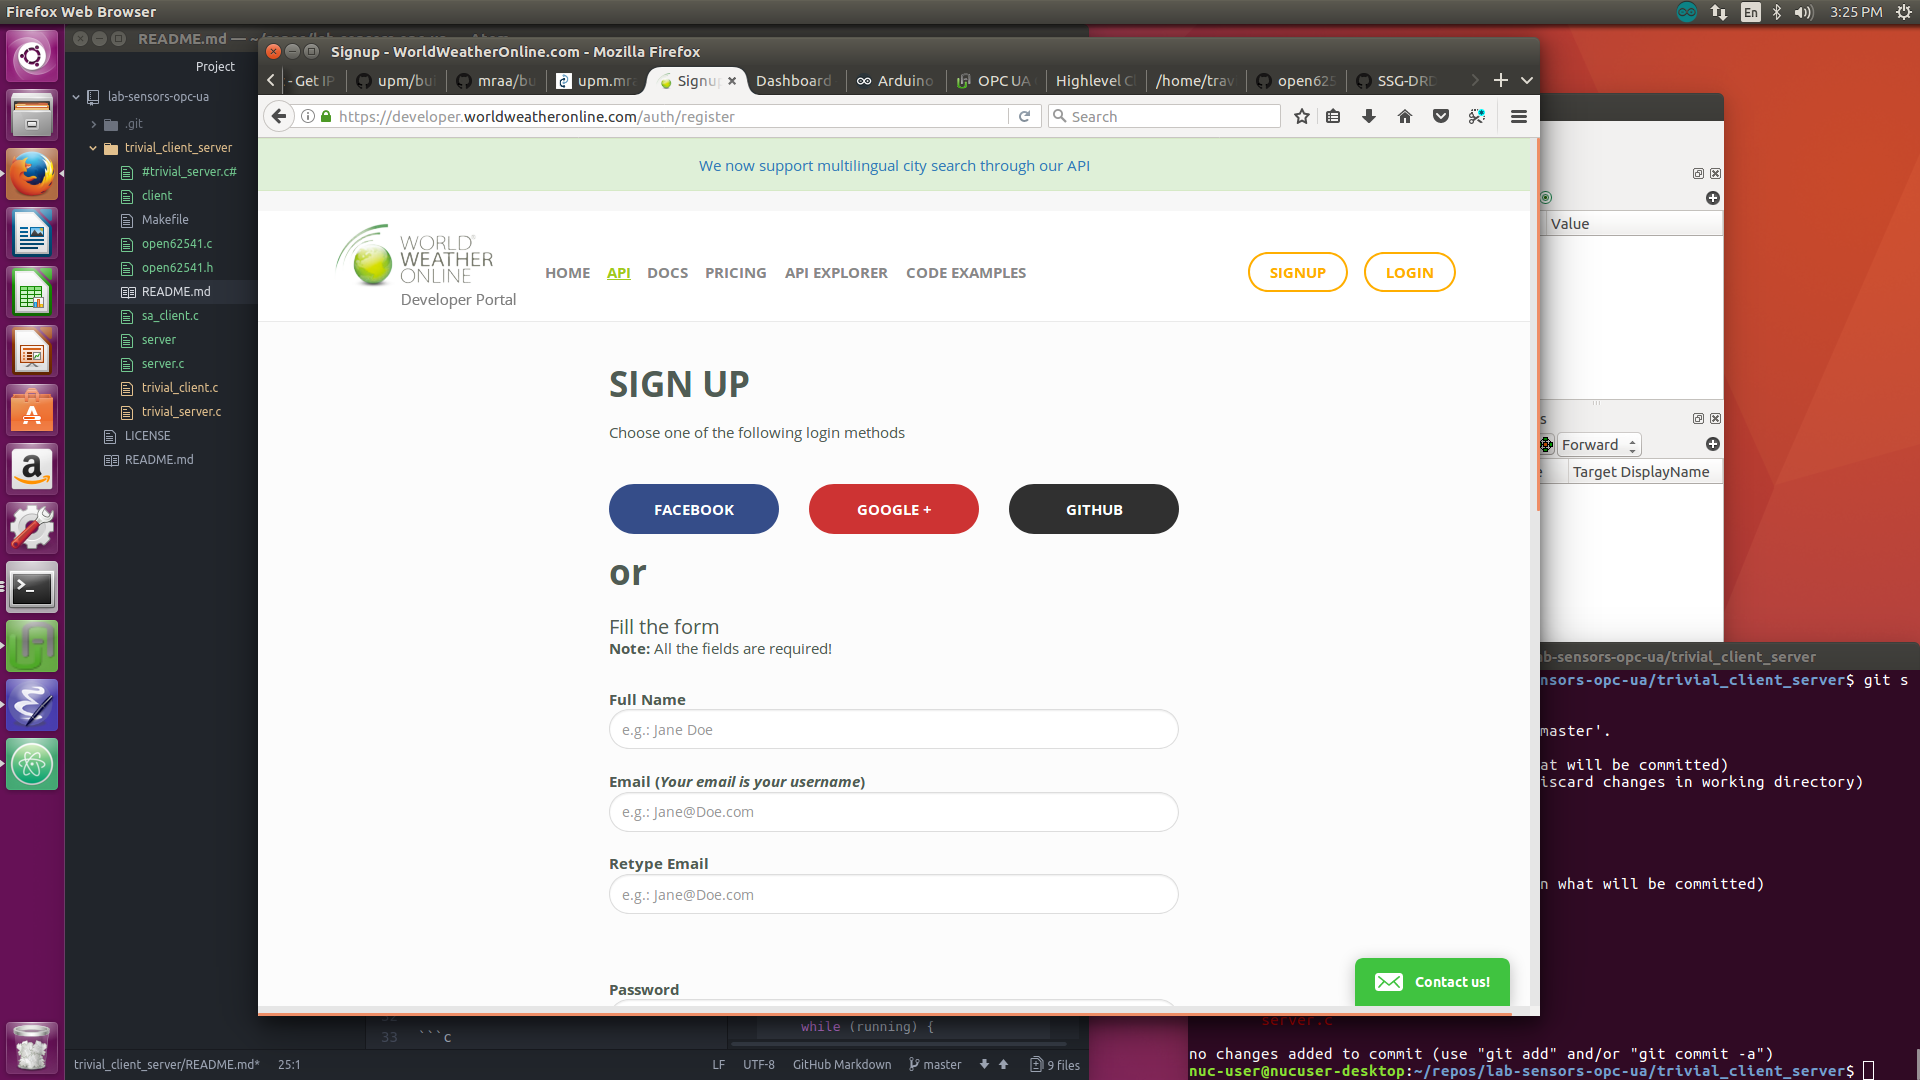 Firefox Web Browser
En
3:25 PM
README.md —
Signup - WorldWeatherOnline.com - Mozilla Firefox
- Get IP
upm/bui
mraa/bu
upm.mra
Signup
Dashboard
Arduino
OPC UA
Highlevel C
/home/trav
open625
SSG-DRD
https://developer.worldweatheronline.com/auth/register
Search
Project
lab-sensors-opc-ua
.git
trivial_client_server
#trivial_server.c#
client
Makefile
open62541.c
open62541.h
README.md
sa_client.c
server
server.c
trivial_client.c
trivial_server.c
LICENSE
README.md
We now support multilingual city search through our API
WORLD
WEATHER
ONLINE
Developer Portal
HOME
API
DOCS
PRICING
API EXPLORER
CODE EXAMPLES
SIGNUP
LOGIN
SIGN UP
Choose one of the following login methods
FACEBOOK
GOOGLE +
GITHUB
or
Fill the form
Note: All the fields are required!
Full Name
e.g.: Jane Doe
Email (Your email is your username)
e.g.: Jane@Doe.com
Retype Email
e.g.: Jane@Doe.com
Password
Contact us!
Value
s
Forward
e
Target DisplayName
ab-sensors-opc-ua/trivial_client_server
nsors-opc-ua/trivial_client_server$ git s
master'.
at will be committed)
iscard changes in working directory)
n what will be committed)
server.c
no changes added to commit (use "git add" and/or "git commit -a")
nuc-user@nucuser-desktop:~/repos/lab-sensors-opc-ua/trivial_client_server$
32
33 ```c
while (running) {
trivial_client_server/README.md*
25:1
LF
UTF-8
GitHub Markdown
master
9 files